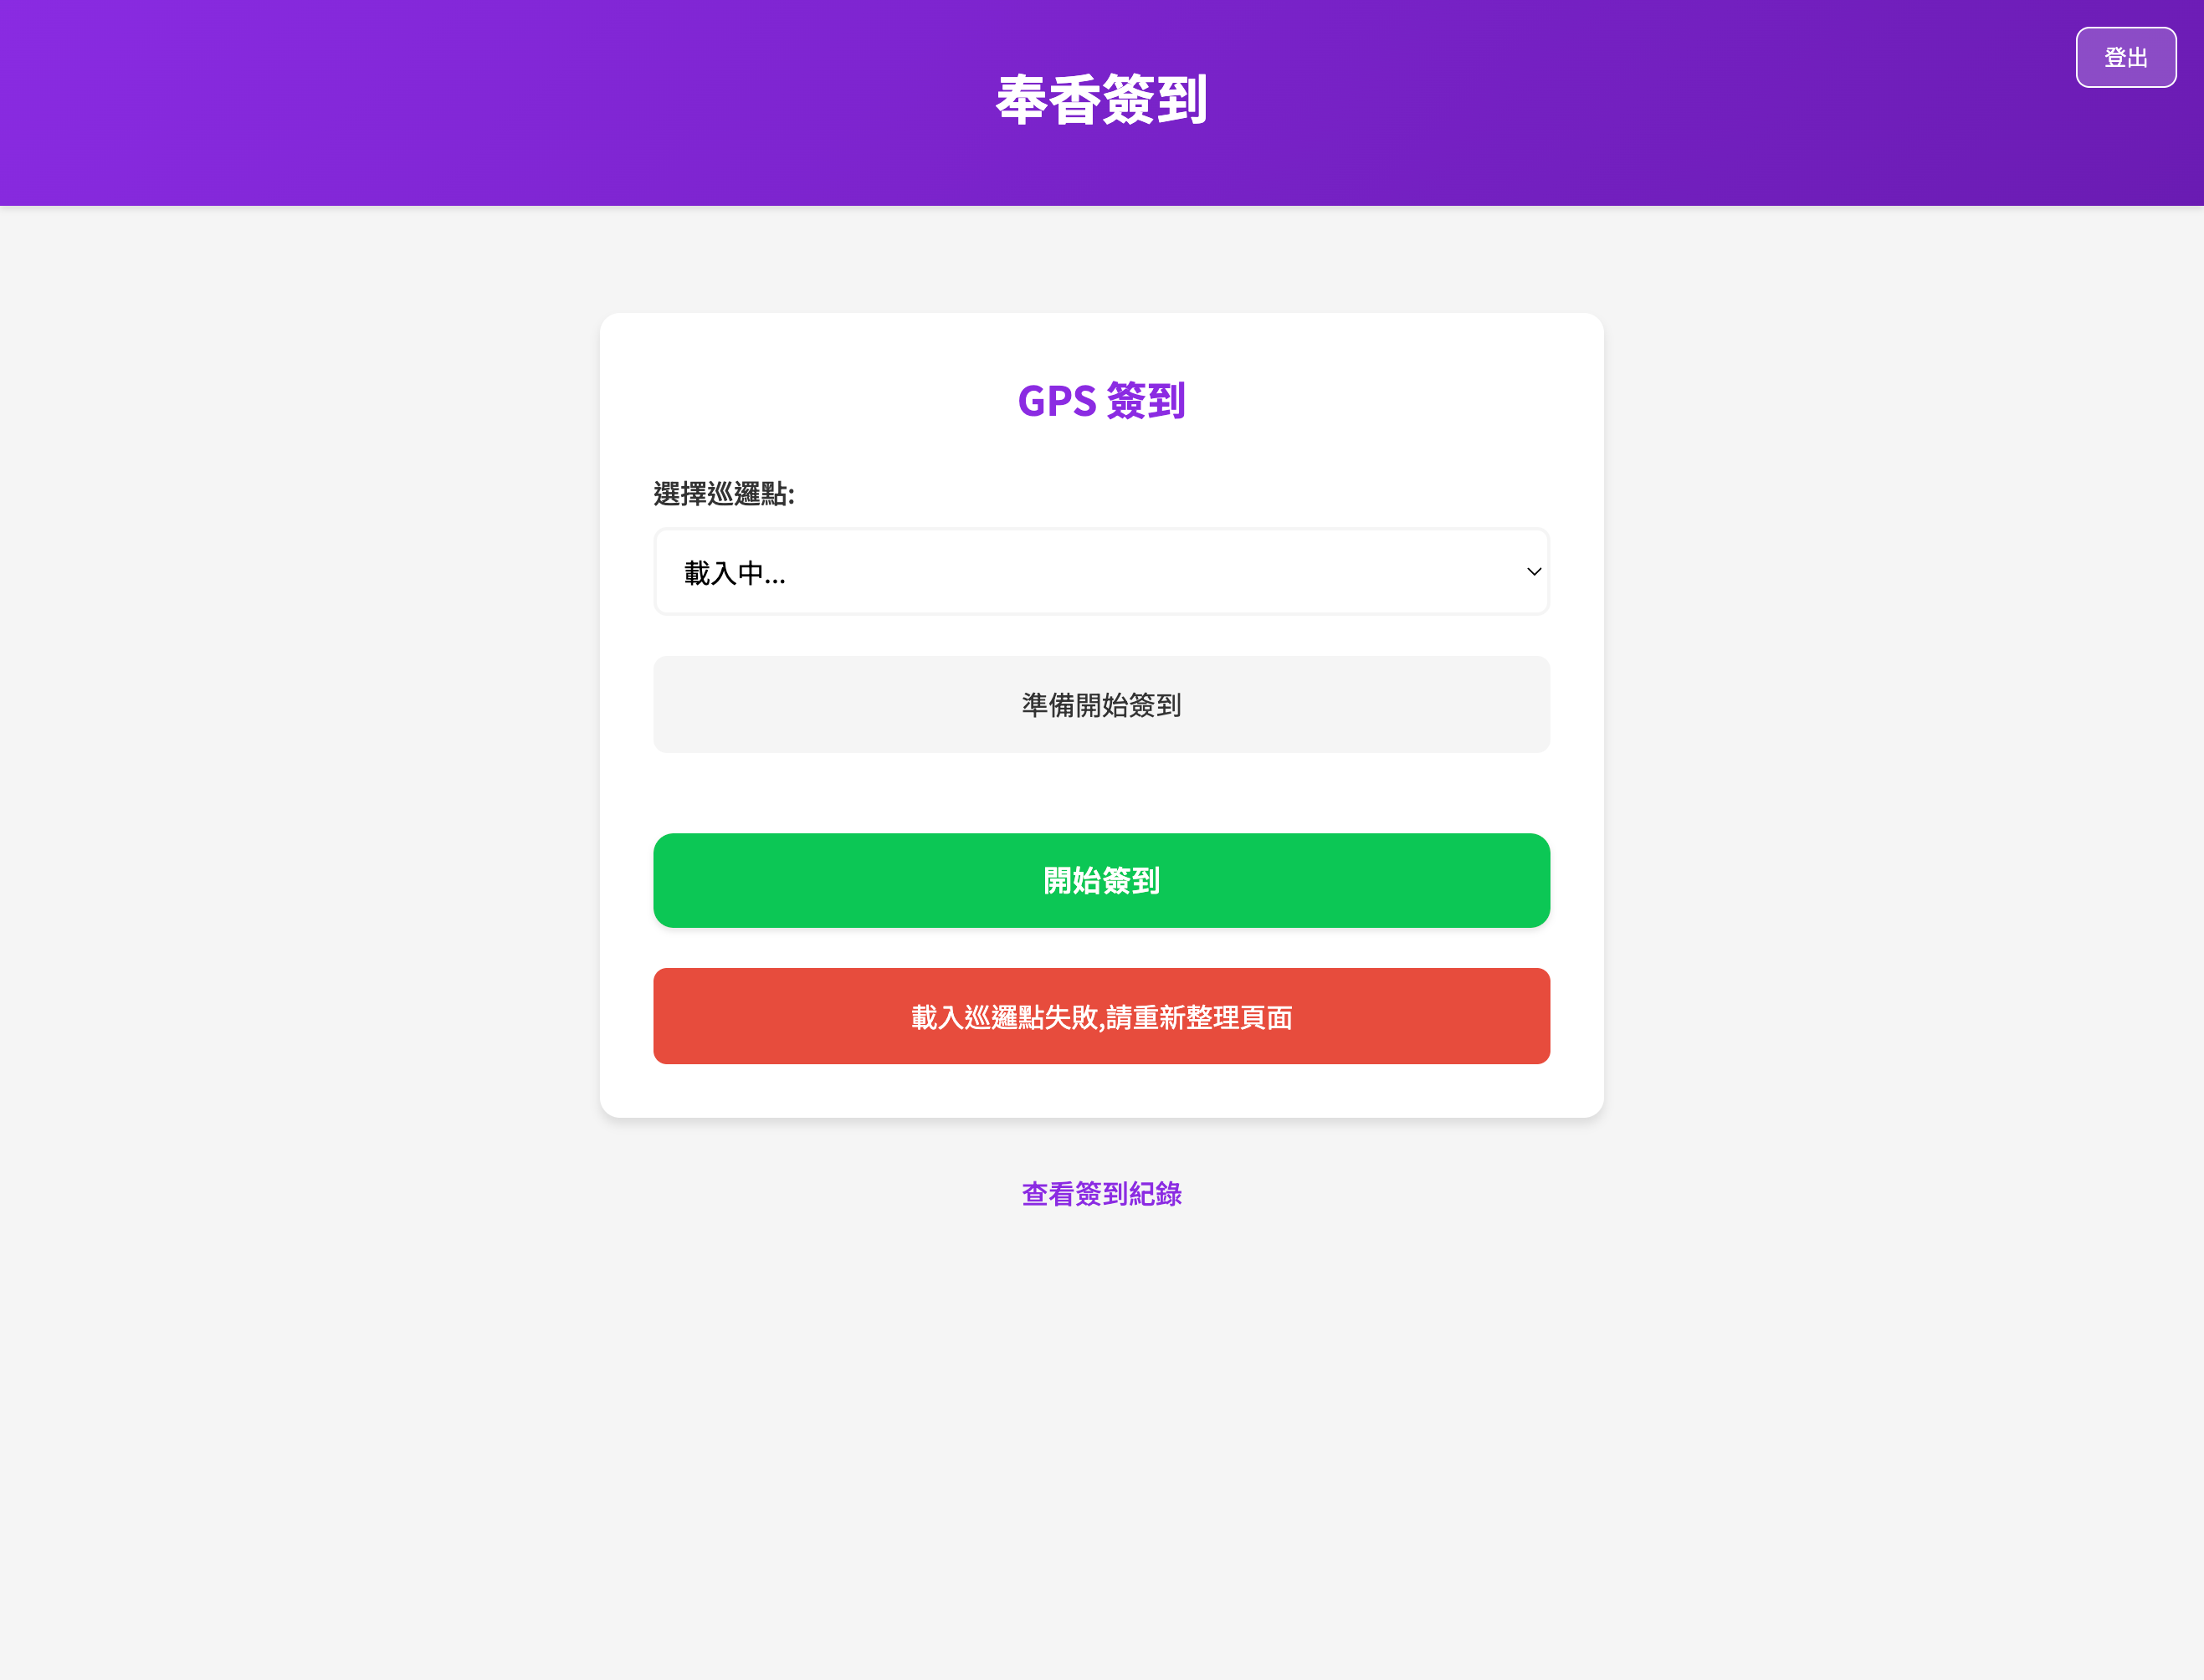 登出
奉香簽到
GPS 簽到
選擇巡邏點:
載入中...
準備開始簽到
開始簽到
載入巡邏點失敗,請重新整理頁面
查看簽到紀錄